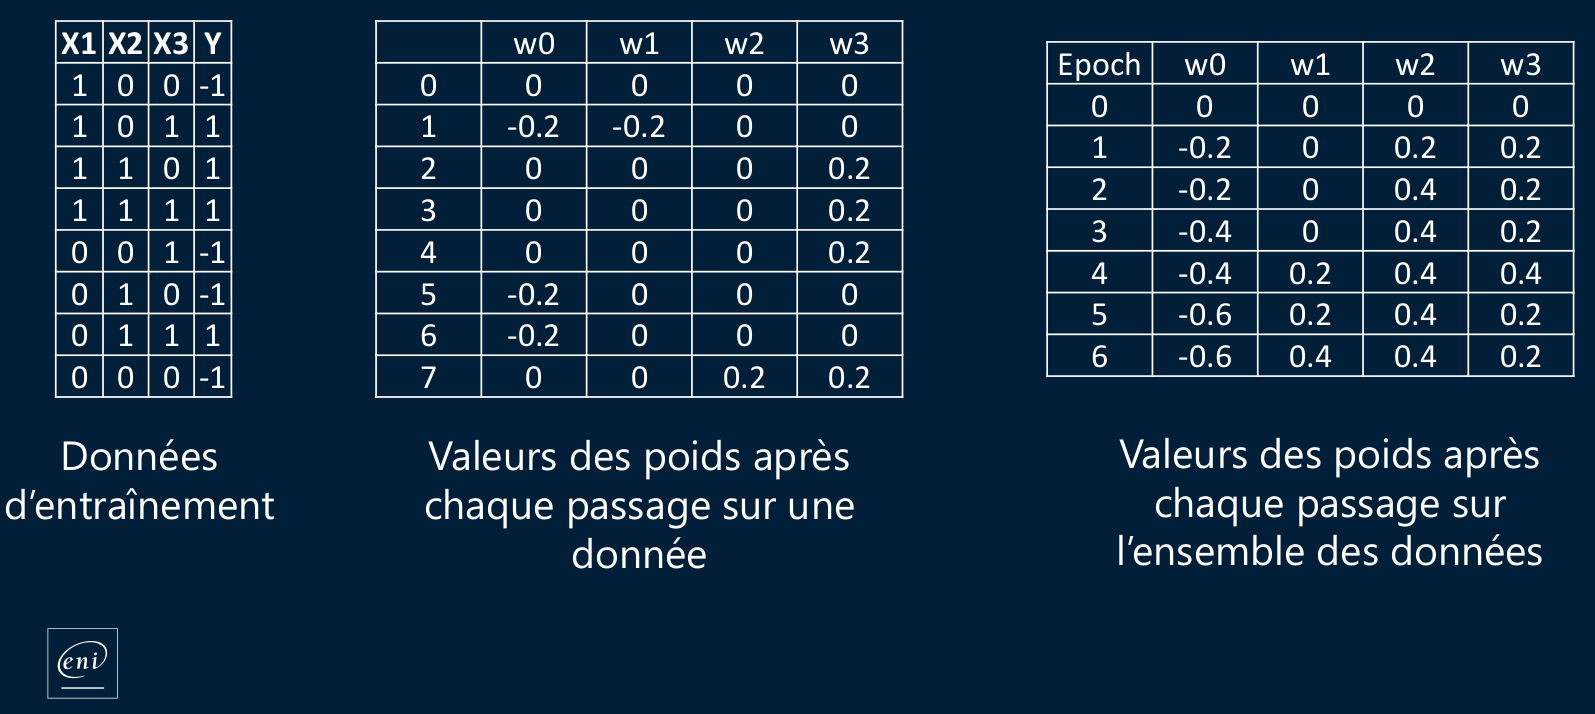 X1 X2 X3 Y
1 0 0 -1
1 0 1 1
1 1 0 1
1 1 1 1
0 0 1 -1
0 1 0 -1
0 1 1 1
0 0 0 -1
Données
d'entraînement
w0 w1 w2 w3
0 0 0 0 0
1 -0.2 -0.2 0 0
2 0 0 0 0.2
3 0 0 0 0.2
4 0 0 0 0.2
5 -0.2 0 0 0
6 -0.2 0 0 0
7 0 0 0.2 0.2
Valeurs des poids après
chaque passage sur une
donnée
Epoch w0 w1 w2 w3
0 0 0 0 0
1 -0.2 0 0.2 0.2
2 -0.2 0 0.4 0.2
3 -0.4 0 0.4 0.2
4 -0.4 0.2 0.4 0.4
5 -0.6 0.2 0.4 0.2
6 -0.6 0.4 0.4 0.2
Valeurs des poids après
chaque passage sur
l'ensemble des données
eni